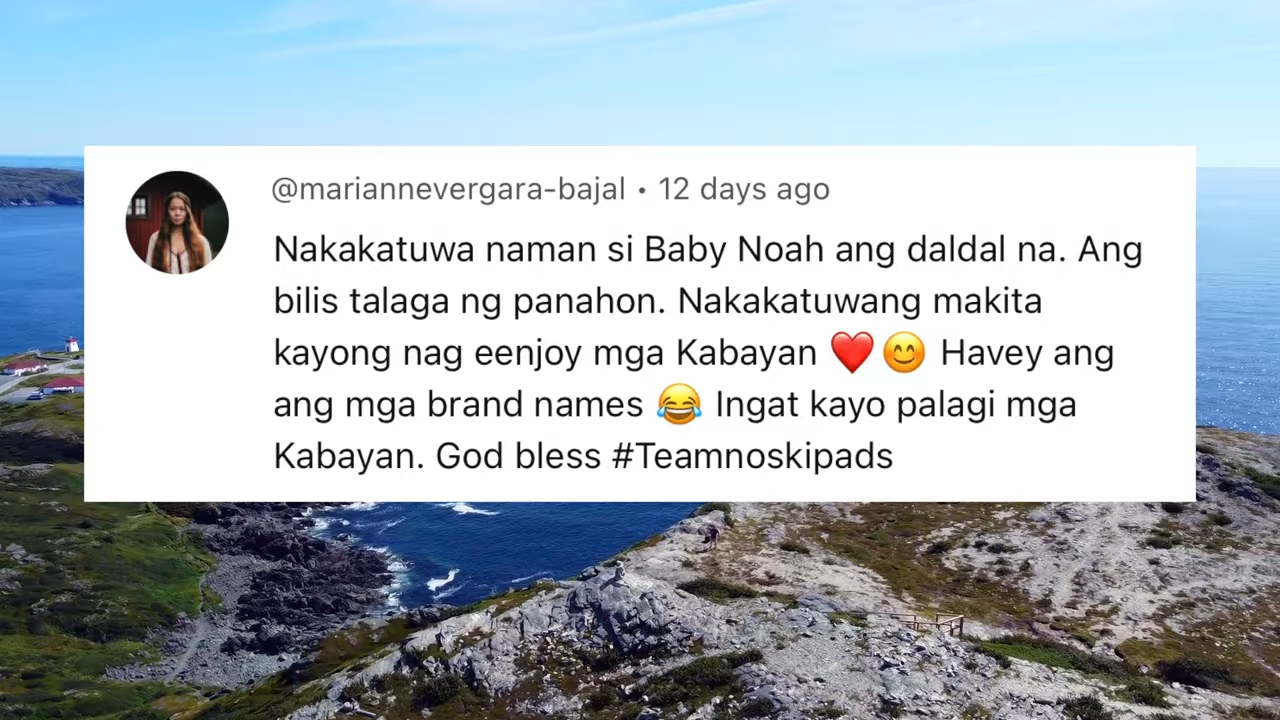 @mariannevergara-bajal • 12 days ago
Nakakatuwa naman si Baby Noah ang daldal na. Ang
bilis talaga ng panahon. Nakakatuwang makita
kayong nag eenjoy mga Kabayan ❤️😊 Havey ang
ang mga brand names 😂 Ingat kayo palagi mga
Kabayan. God bless #Teamnoskipads